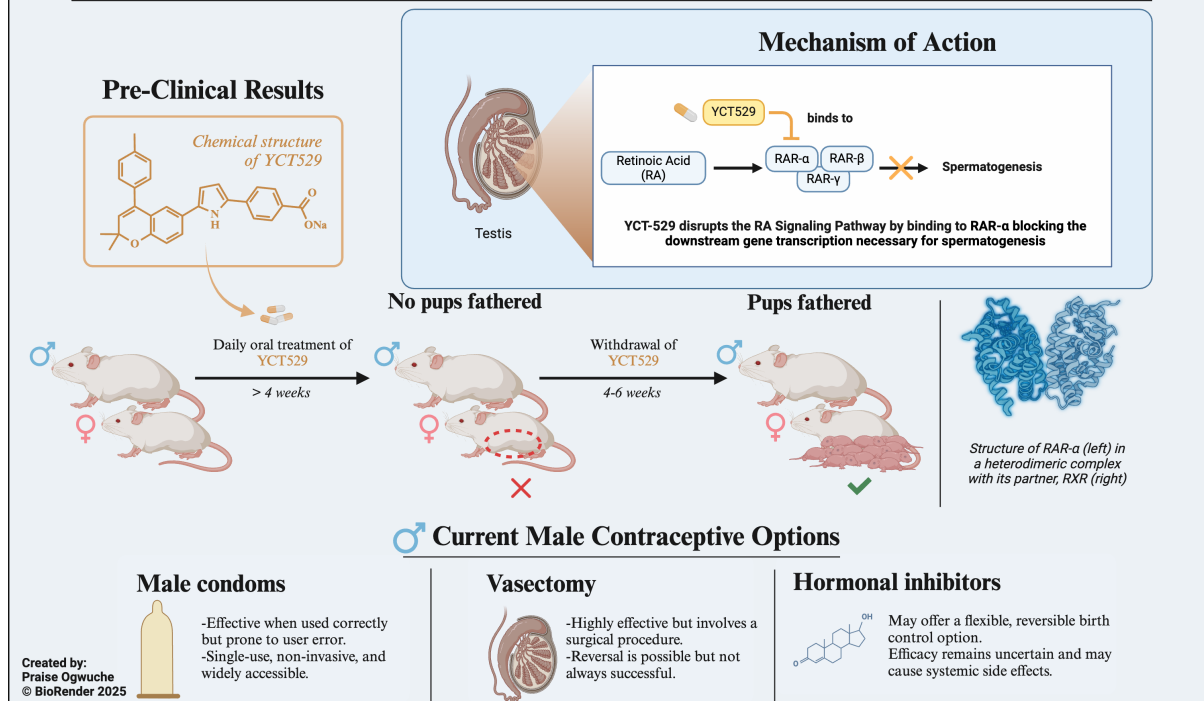 Mechanism of Action
Pre-Clinical Results
Chemical structure
of YCT529
N
H
O
O
ONa
Testis
YCT529
binds to
Retinoic Acid
(RA)
RAR-α
RAR-β
RAR-γ
Spermatogenesis
YCT-529 disrupts the RA Signaling Pathway by binding to RAR-α blocking the
downstream gene transcription necessary for spermatogenesis
No pups fathered
Pups fathered
Daily oral treatment of
YCT529
> 4 weeks
Withdrawal of
YCT529
4-6 weeks
Structure of RAR-α (left) in
a heterodimeric complex
with its partner, RXR (right)
Current Male Contraceptive Options
Male condoms
-Effective when used correctly
but prone to user error.
-Single-use, non-invasive, and
widely accessible.
Vasectomy
-Highly effective but involves a
surgical procedure.
-Reversal is possible but not
always successful.
Hormonal inhibitors
OH
O
May offer a flexible, reversible birth
control option.
Efficacy remains uncertain and may
cause systemic side effects.
Created by:
Praise Ogwuche
© BioRender 2025